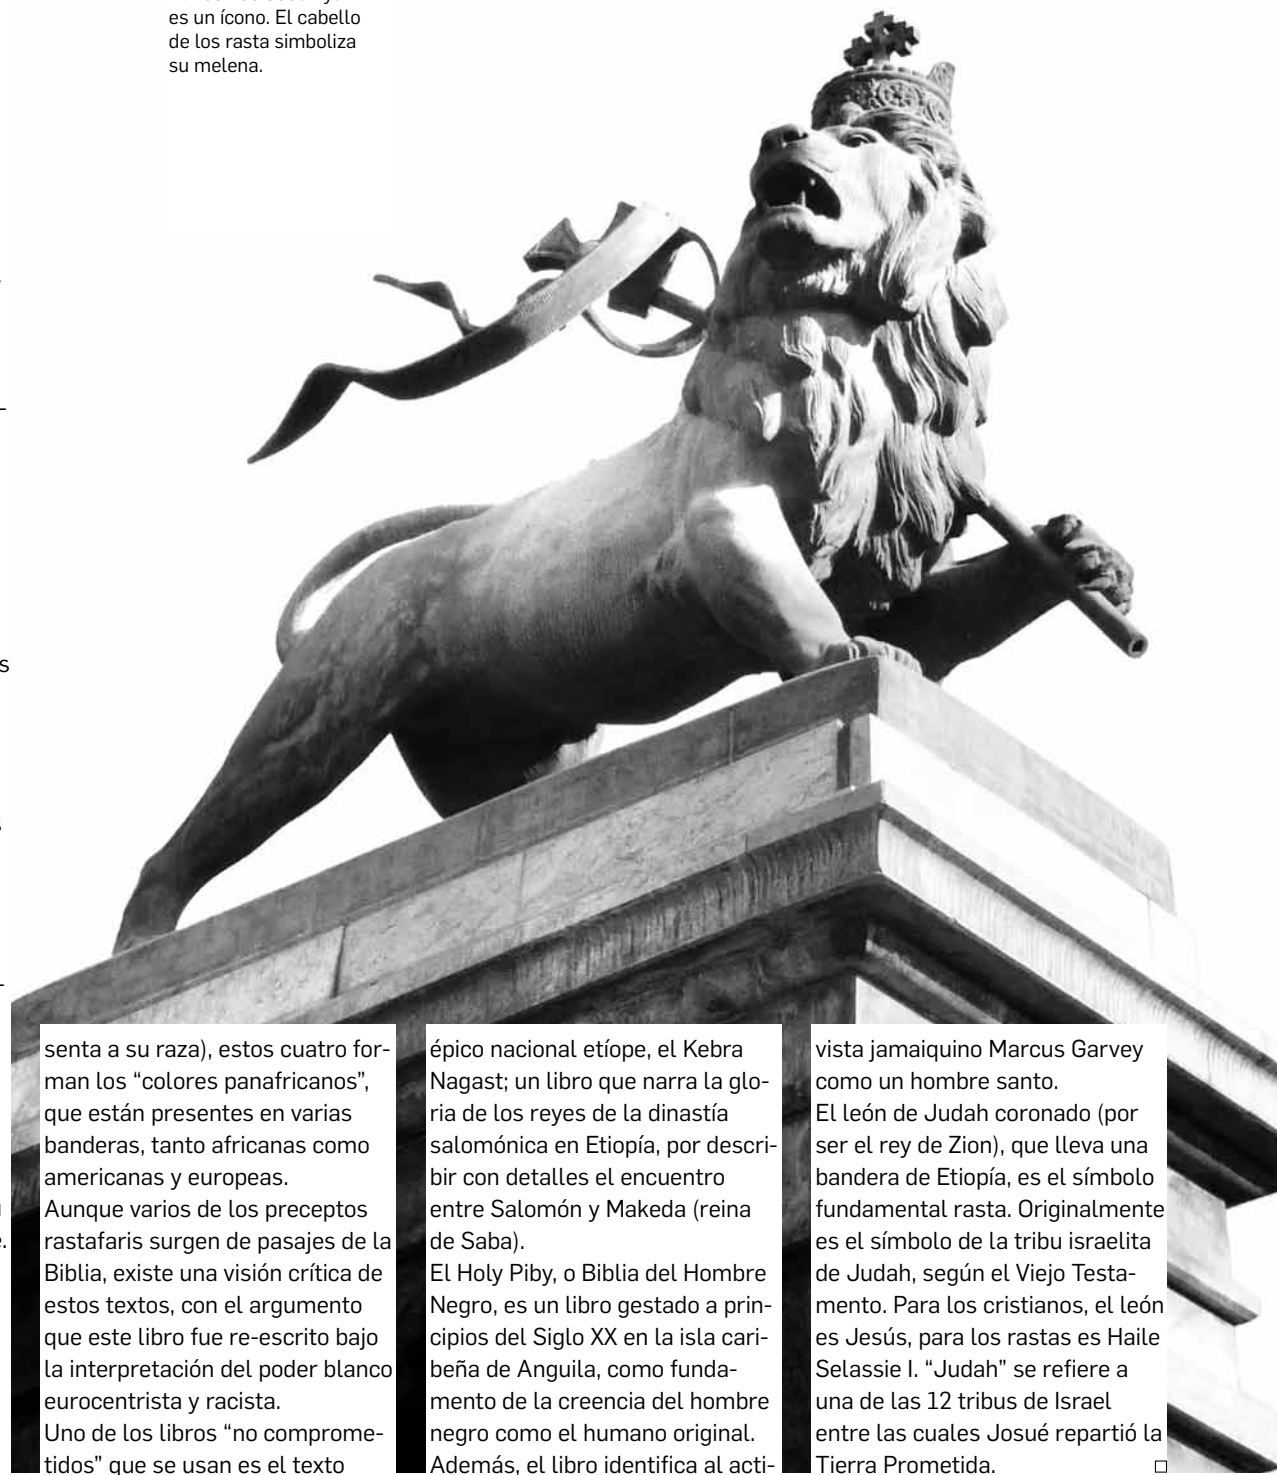 es un ícono. El cabello
de los rasta simboliza
su melena.
senta a su raza), estos cuatro for-
man los “colores panafricanos”,
que están presentes en varias
banderas, tanto africanas como
americanas y europeas.
Aunque varios de los preceptos
rastafaris surgen de pasajes de la
Biblia, existe una visión crítica de
estos textos, con el argumento
que este libro fue re-escrito bajo
la interpretación del poder blanco
eurocentrista y racista.
Uno de los libros “no comprome-
tidos” que se usan es el texto
épico nacional etíope, el Kebra
Nagast; un libro que narra la glo-
ria de los reyes de la dinastía
salomónica en Etiopía, por descri-
bir con detalles el encuentro
entre Salomón y Makeda (reina
de Saba).
El Holy Piby, o Biblia del Hombre
Negro, es un libro gestado a prin-
cipios del Siglo XX en la isla cari-
beña de Anguila, como funda-
mento de la creencia del hombre
negro como el humano original.
Además, el libro identifica al acti-
vista jamaiquino Marcus Garvey
como un hombre santo.
El león de Judah coronado (por
ser el rey de Zion), que lleva una
bandera de Etiopía, es el símbolo
fundamental rasta. Originalmente
es el símbolo de la tribu israelita
de Judah, según el Viejo Testa-
mento. Para los cristianos, el león
es Jesús, para los rastas es Haile
Selassie I. “Judah” se refiere a
una de las 12 tribus de Israel
entre las cuales Josué repartió la
Tierra Prometida.